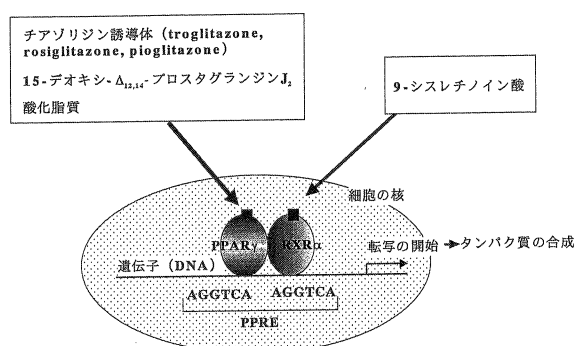 チアゾリジン誘導体（troglitazone,
rosiglitazone, pioglitazone）
15-デオキシ-Δ12,14-プロスタグランジンJ2
酸化脂質
9-シスレチノイン酸
細胞の核
PPARγ
RXRα
転写の開始
タンパク質の合成
遺伝子（DNA）
AGGTCA AGGTCA
PPRE